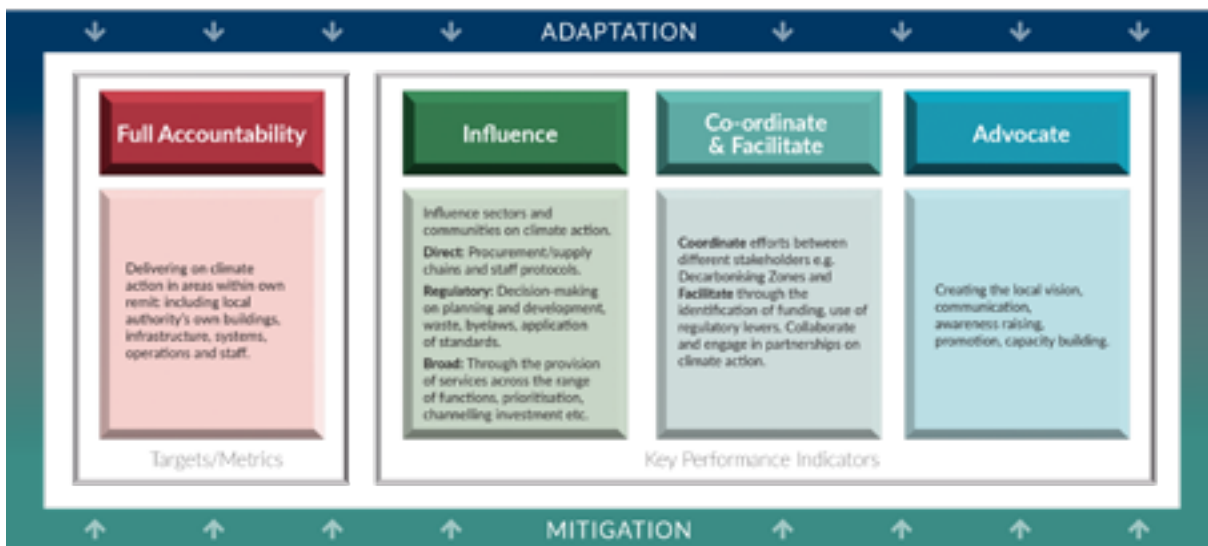 ADAPTATION
Full Accountability
Delivering on climate
action in areas within own
remit: including local
authority's own buildings,
infrastructure, systems,
operations and staff.
Targets/Metrics
Influence
Influence sectors and
communities on climate action.
Direct: Procurement/supply
chains and staff protocols.
Regulatory: Decision-making
on planning and development,
waste, byelaws, application
of standards.
Broad: Through the provision
of services across the range
of functions, prioritisation,
channelling investment etc.
Co-ordinate
& Facilitate
Coordinate efforts between
different stakeholders e.g.
Decarbonising Zones and
Facilitate through the
identification of funding, use of
regulatory levers. Collaborate
and engage in partnerships on
climate action.
Advocate
Creating the local vision,
communication,
awareness raising,
promotion, capacity building.
Key Performance Indicators
MITIGATION